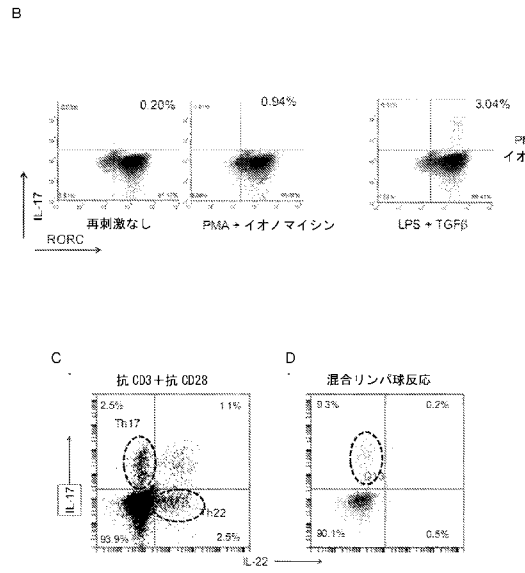 B
0.20%
0.94%
3.04%
IL-17
RORC
再刺激なし
PMA + イオノマイシン
LPS + TGFβ
イオ
C
抗 CD3 + 抗 CD28
2.5%
1.1%
Th17
IL-17
93.9%
2.5%
D
混合リンパ球反応
9.3%
0.2%
90.1%
0.5%
IL-22